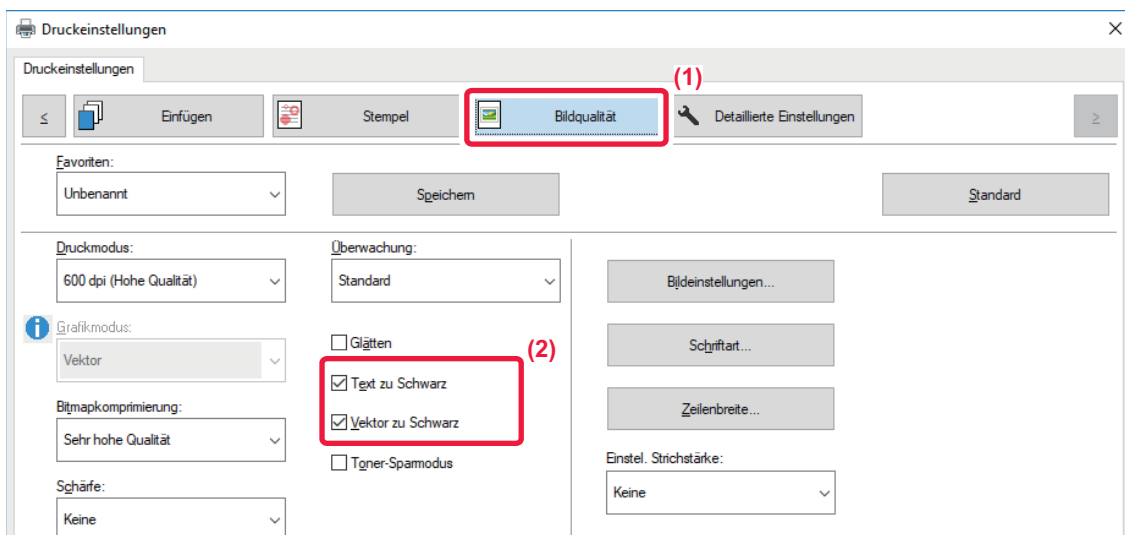 Druckeinstellungen
Druckeinstellungen
(1)
< Einfügen Stempel Bildqualität Detaillierte Einstellungen >
Favoriten:
Unbenannt Speichern Standard
Druckmodus: Überwachung:
600 dpi (Hohe Qualität) Standard Bildeinstellungen...
Grafikmodus:
Glätten (2) Schriftart...
Vektor
Text zu Schwarz
Bitmapkomprimierung: Zeilenbreite...
Vektor zu Schwarz
Sehr hohe Qualität
Toner-Sparmodus Einstel. Strichstärke:
Schärfe:
Keine Keine